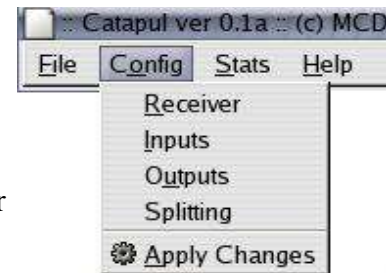 :: Catapul ver 0.1a :: (c) MCD
File Config Stats Help
Receiver
Inputs
Outputs
Splitting
r
Apply Changes